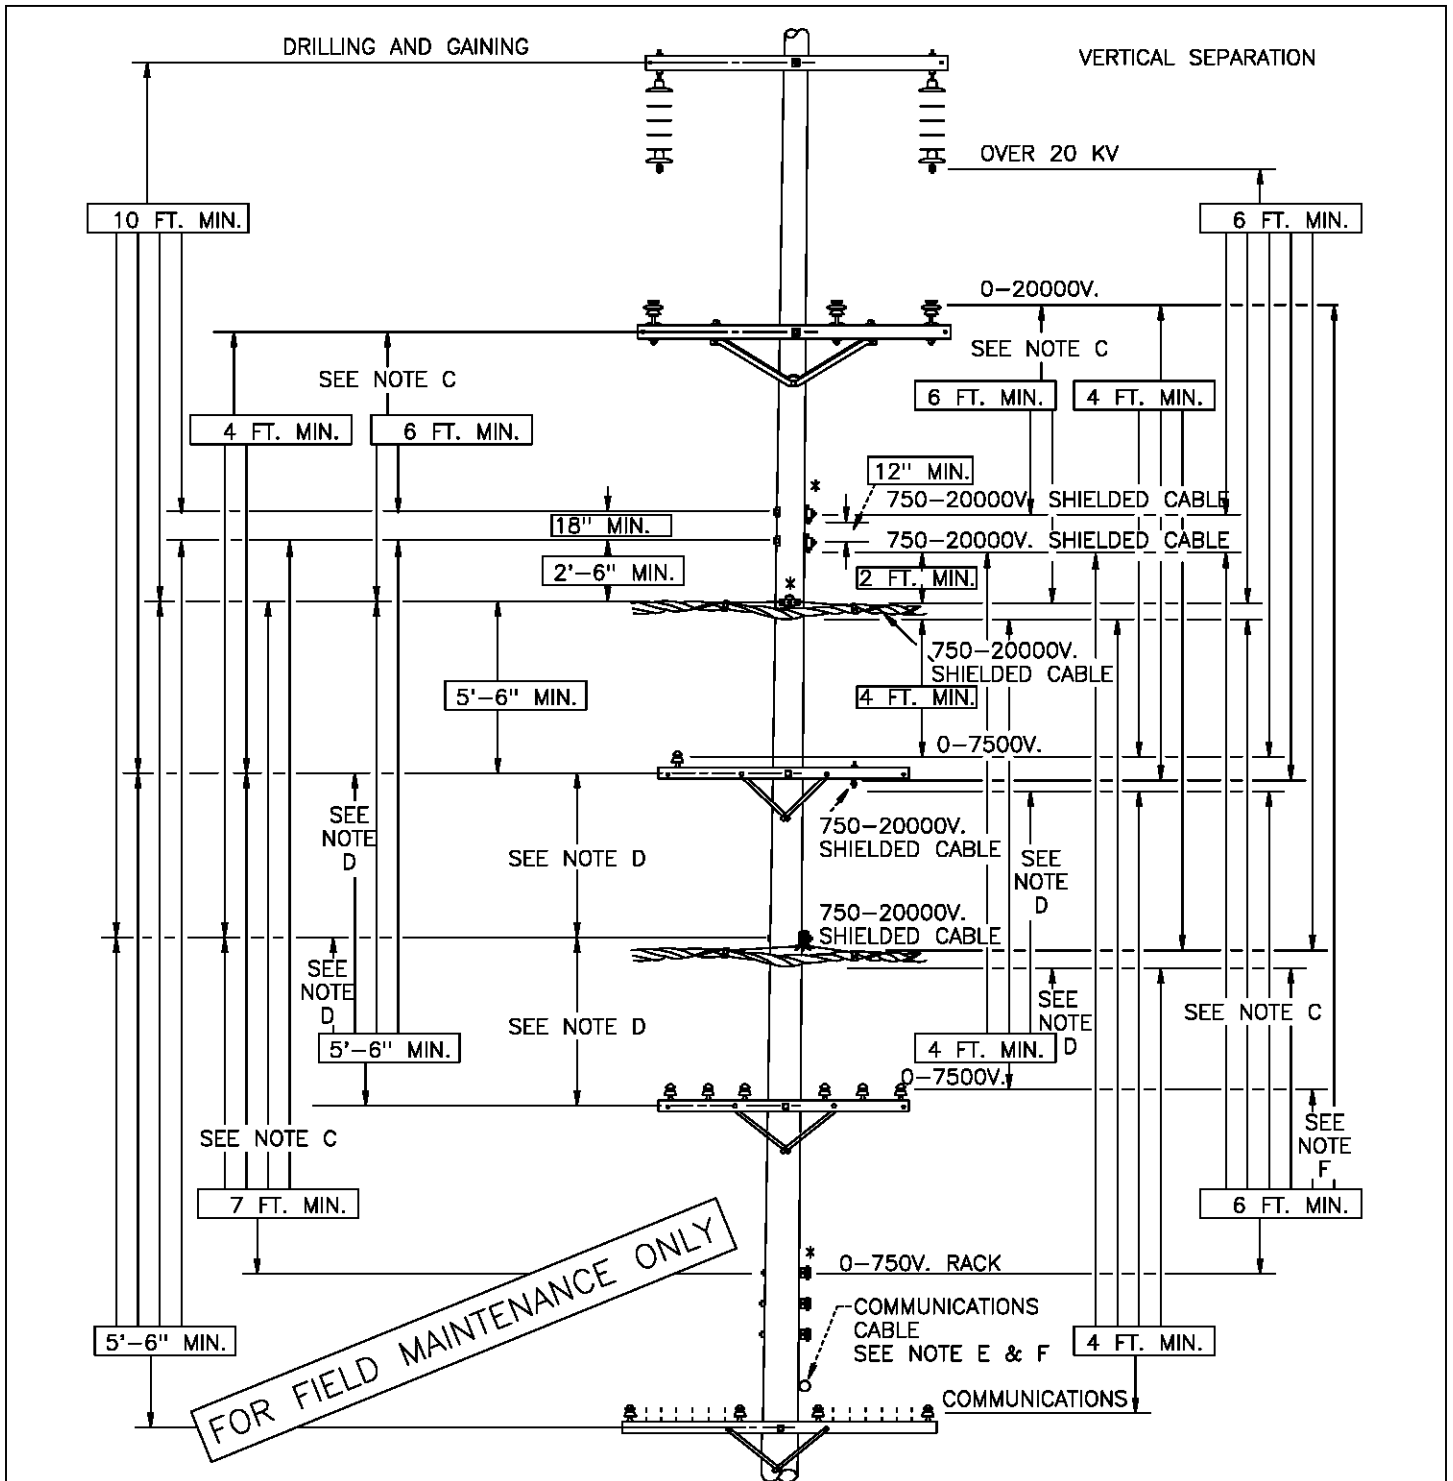 DRILLING AND GAINING
VERTICAL SEPARATION
OVER 20 KV
10 FT. MIN.
6 FT. MIN.
0-20000V.
SEE NOTE C
SEE NOTE C
6 FT. MIN.
4 FT. MIN.
4 FT. MIN.
6 FT. MIN.
12" MIN.
*
750-20000V. SHIELDED CABLE
18" MIN.
750-20000V. SHIELDED CABLE
2'-6" MIN.
2 FT. MIN.
*
750-20000V.
SHIELDED CABLE
5'-6" MIN.
4 FT. MIN.
0-7500V.
SEE
NOTE
D
SEE NOTE D
750-20000V.
SHIELDED CABLE
SEE
NOTE
D
750-20000V.
SHIELDED CABLE
SEE
NOTE
D
SEE NOTE D
SEE
NOTE
D
SEE NOTE C
5'-6" MIN.
4 FT. MIN.
0-7500V.
SEE NOTE C
SEE
NOTE
F
7 FT. MIN.
6 FT. MIN.
FOR FIELD MAINTENANCE ONLY
*
0-750V. RACK
COMMUNICATIONS
CABLE
SEE NOTE E & F
5'-6" MIN.
4 FT. MIN.
COMMUNICATIONS